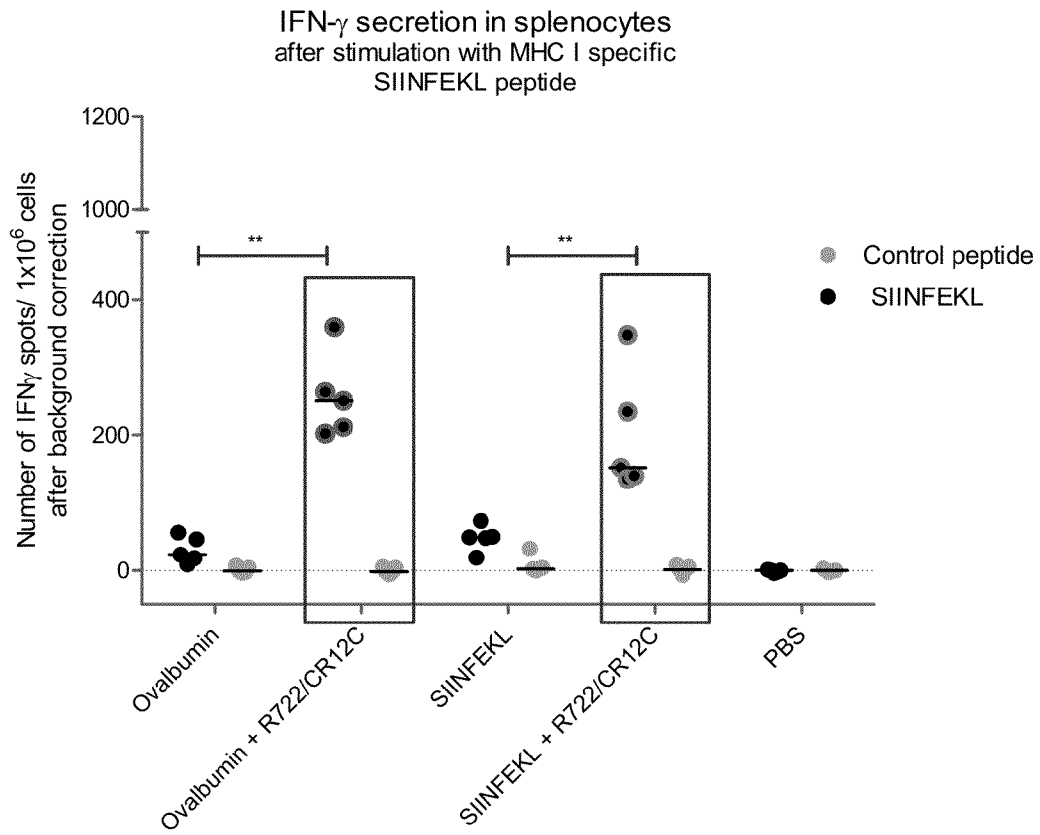 IFN-γ secretion in splenocytes
after stimulation with MHC I specific
SIINFEKL peptide
Number of IFNγ spots/ 1x10⁶ cells
after background correction
1200
1000
400
200
0
**
**
Control peptide
SIINFEKL
Ovalbumin
Ovalbumin + R722/CR12C
SIINFEKL
SIINFEKL + R722/CR12C
PBS